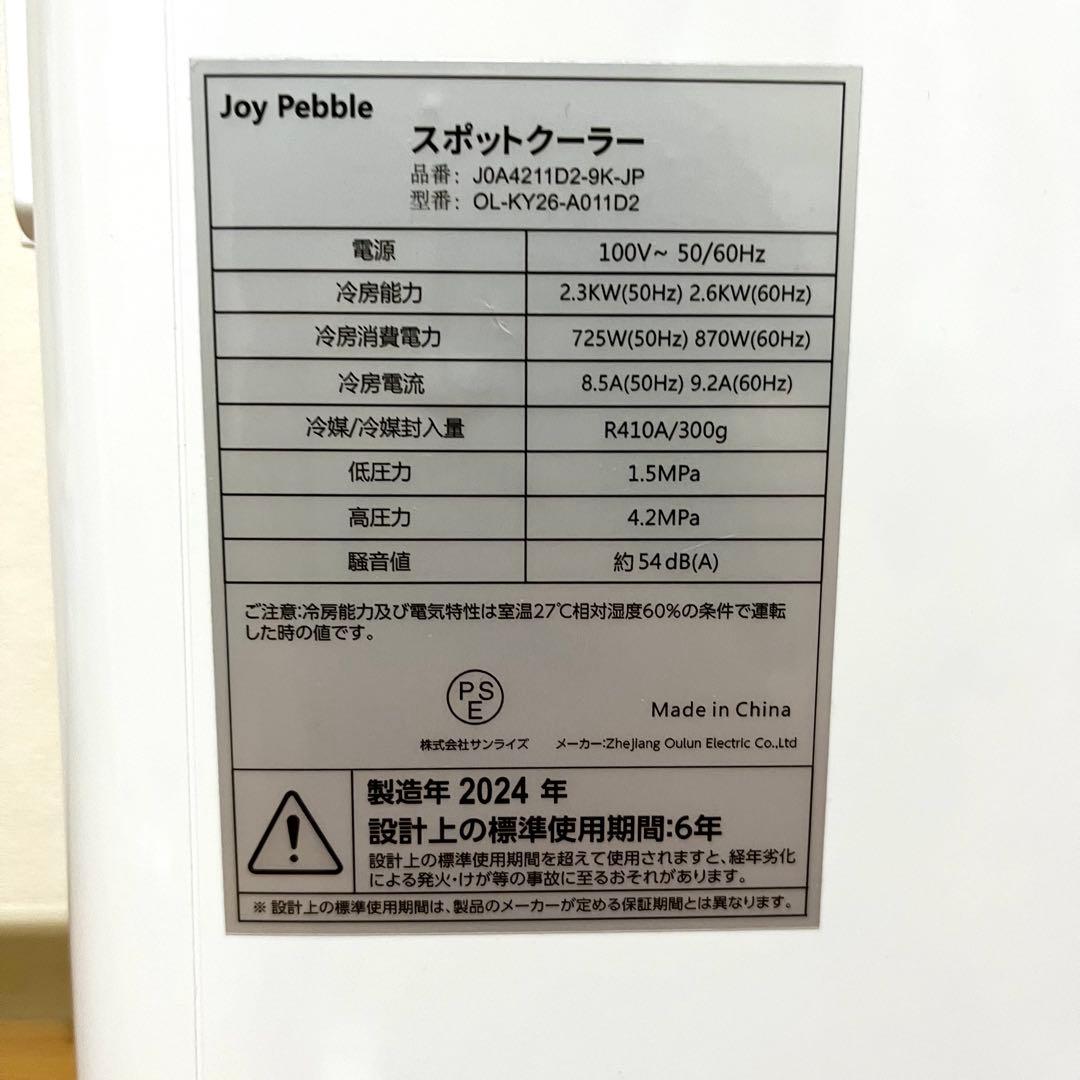 Joy Pebble
スポットクーラー
品番: J0A4211D2-9K-JP
型番: OL-KY26-A011D2
電源 100V~ 50/60Hz
冷房能力 2.3KW(50Hz) 2.6KW(60Hz)
冷房消費電力 725W(50Hz) 870W(60Hz)
冷房電流 8.5A(50Hz) 9.2A(60Hz)
冷媒/冷媒封入量 R410A/300g
低圧力 1.5MPa
高圧力 4.2MPa
騒音値 約54dB(A)
ご注意:冷房能力及び電気特性は室温27℃相対湿度60%の条件で運転
した時の値です。
PS
E
Made in China
株式会社サンライズ メーカー:Zhejiang Oulun Electric Co.,Ltd
製造年 2024 年
設計上の標準使用期間:6年
設計上の標準使用期間を超えて使用されますと、経年劣化
による発火・けが等の事故に至るおそれがあります。
※ 設計上の標準使用期間は、製品のメーカーが定める保証期間とは異なります。